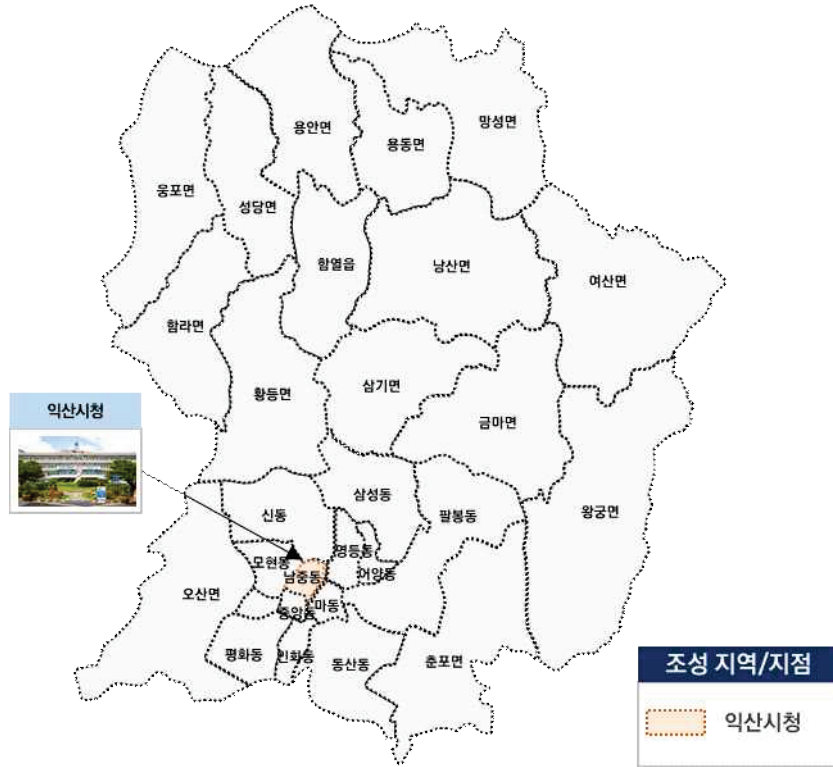 용안면
망성면
용동면
웅포면
성당면
함열읍
낭산면
여산면
함라면
삼기면
황등면
금마면
익산시청
삼성동
신동
팔봉동
왕궁면
영등동
모현동
어양동
남중동
오산면
중앙동
마동
평화동
인화동
동산동
춘포면
조성 지역/지점
익산시청